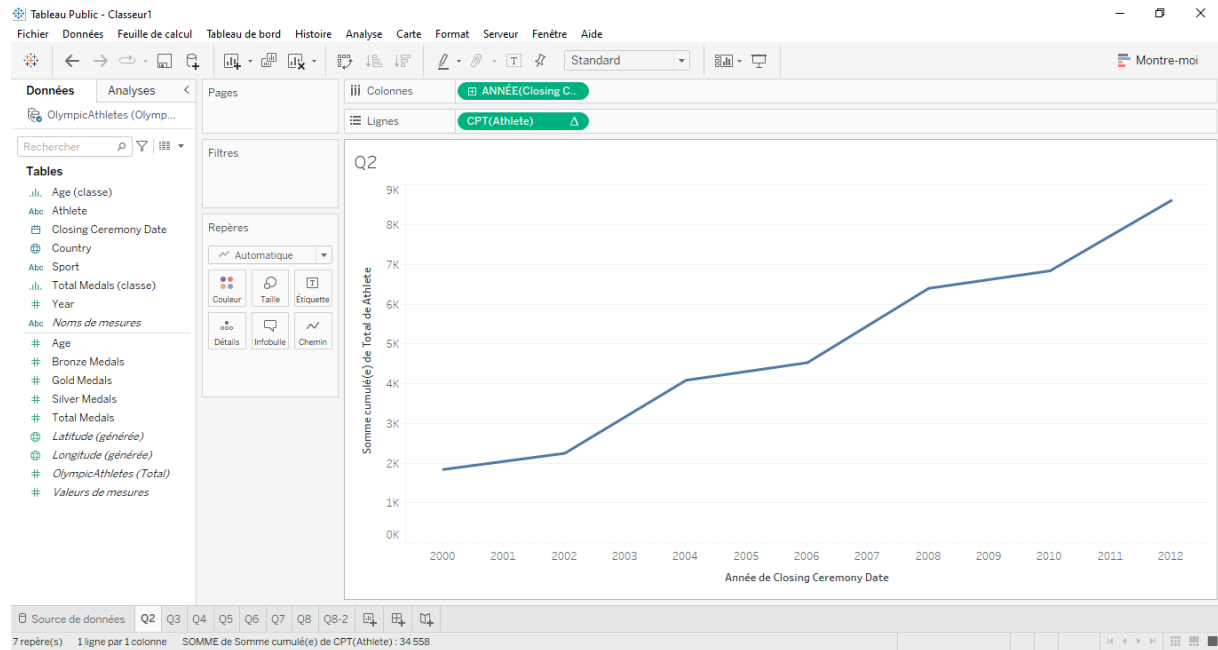 Tableau Public - Classeur1
Fichier Données Feuille de calcul Tableau de bord Histoire Analyse Carte Format Serveur Fenêtre Aide
Standard
Montre-moi
Données Analyses
OlympicAthletes (Olymp...
Rechercher
Tables
Age (classe)
Abc Athlete
Closing Ceremony Date
Country
Abc Sport
Total Medals (classe)
# Year
Abc Noms de mesures
# Age
# Bronze Medals
# Gold Medals
# Silver Medals
# Total Medals
Latitude (générée)
Longitude (générée)
# OlympicAthletes (Total)
# Valeurs de mesures
Pages
Filtres
Repères
Automatique
Couleur Taille Étiquette
Détails Infobulle Chemin
Colonnes ANNÉE(Closing C..
Lignes CPT(Athlete) Δ
Q2
Somme cumulé(e) de Total de Athlete
9K
8K
7K
6K
5K
4K
3K
2K
1K
0K
2000 2001 2002 2003 2004 2005 2006 2007 2008 2009 2010 2011 2012
Année de Closing Ceremony Date
Source de données Q2 Q3 Q4 Q5 Q6 Q7 Q8 Q8-2
7 repère(s) 1 ligne par 1 colonne SOMME de Somme cumulé(e) de CPT(Athlete) : 34 558